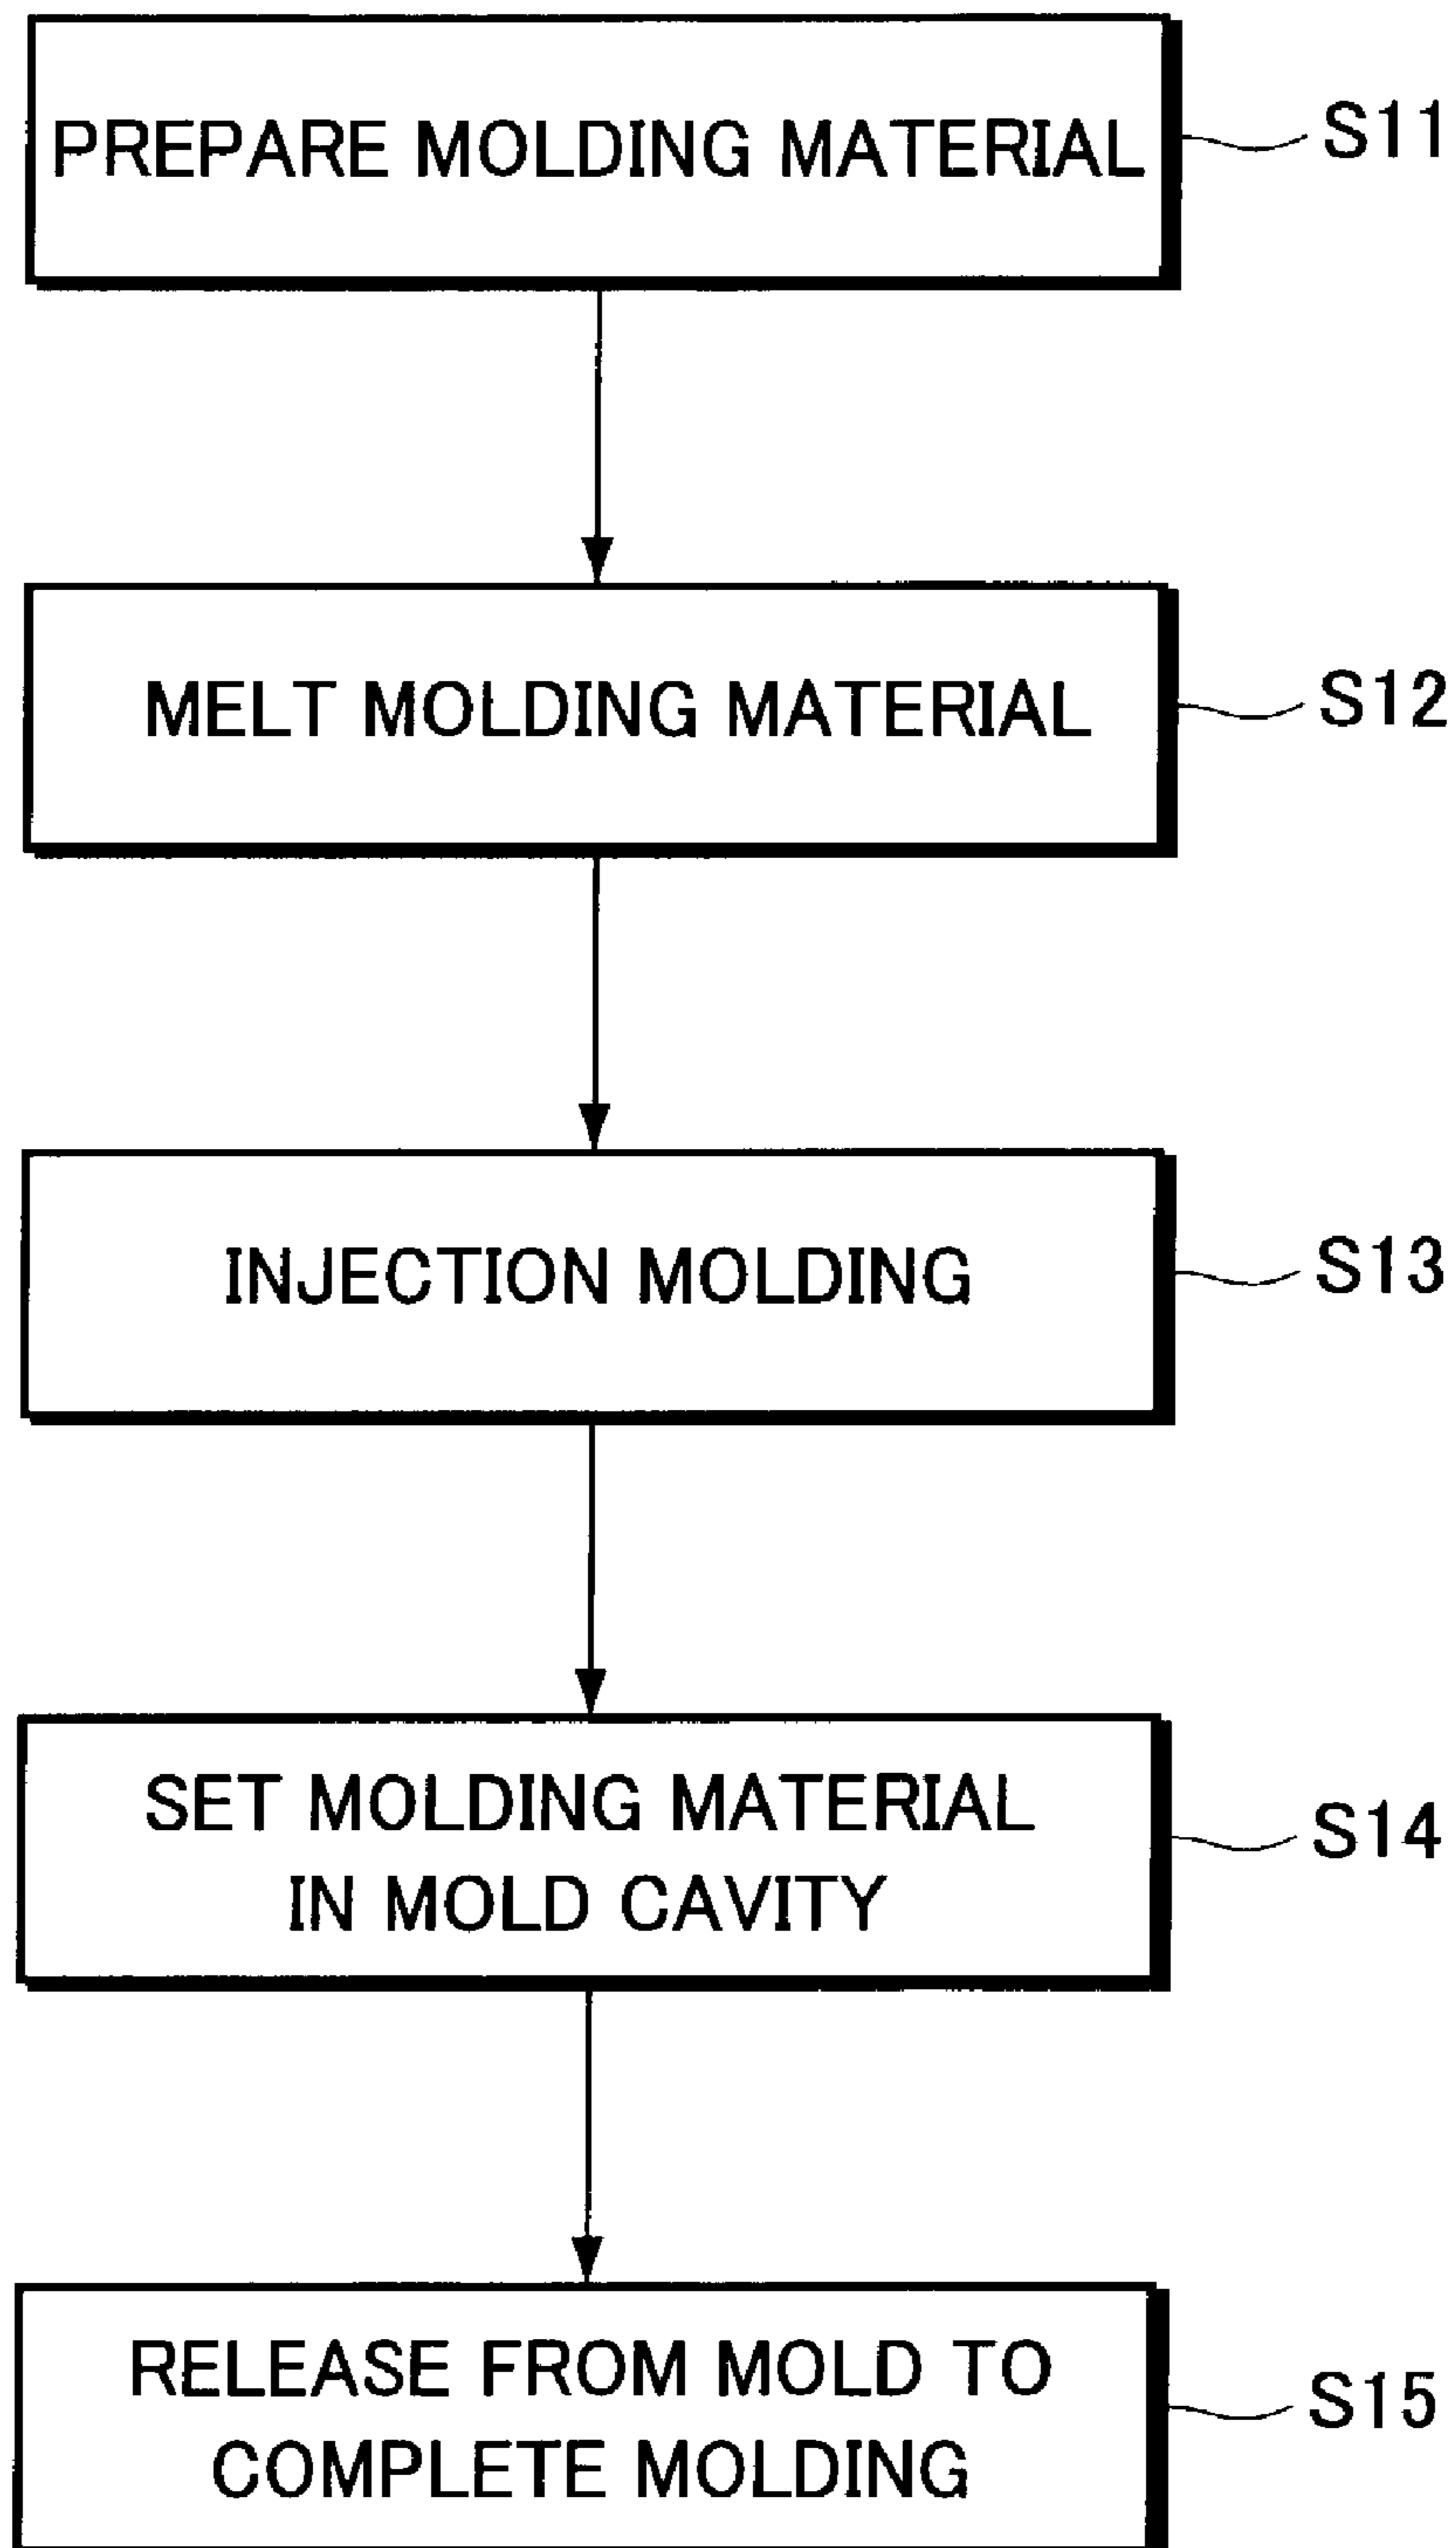 PREPARE MOLDING MATERIAL
S11
MELT MOLDING MATERIAL
S12
INJECTION MOLDING
S13
SET MOLDING MATERIAL
IN MOLD CAVITY
S14
RELEASE FROM MOLD TO
COMPLETE MOLDING
S15